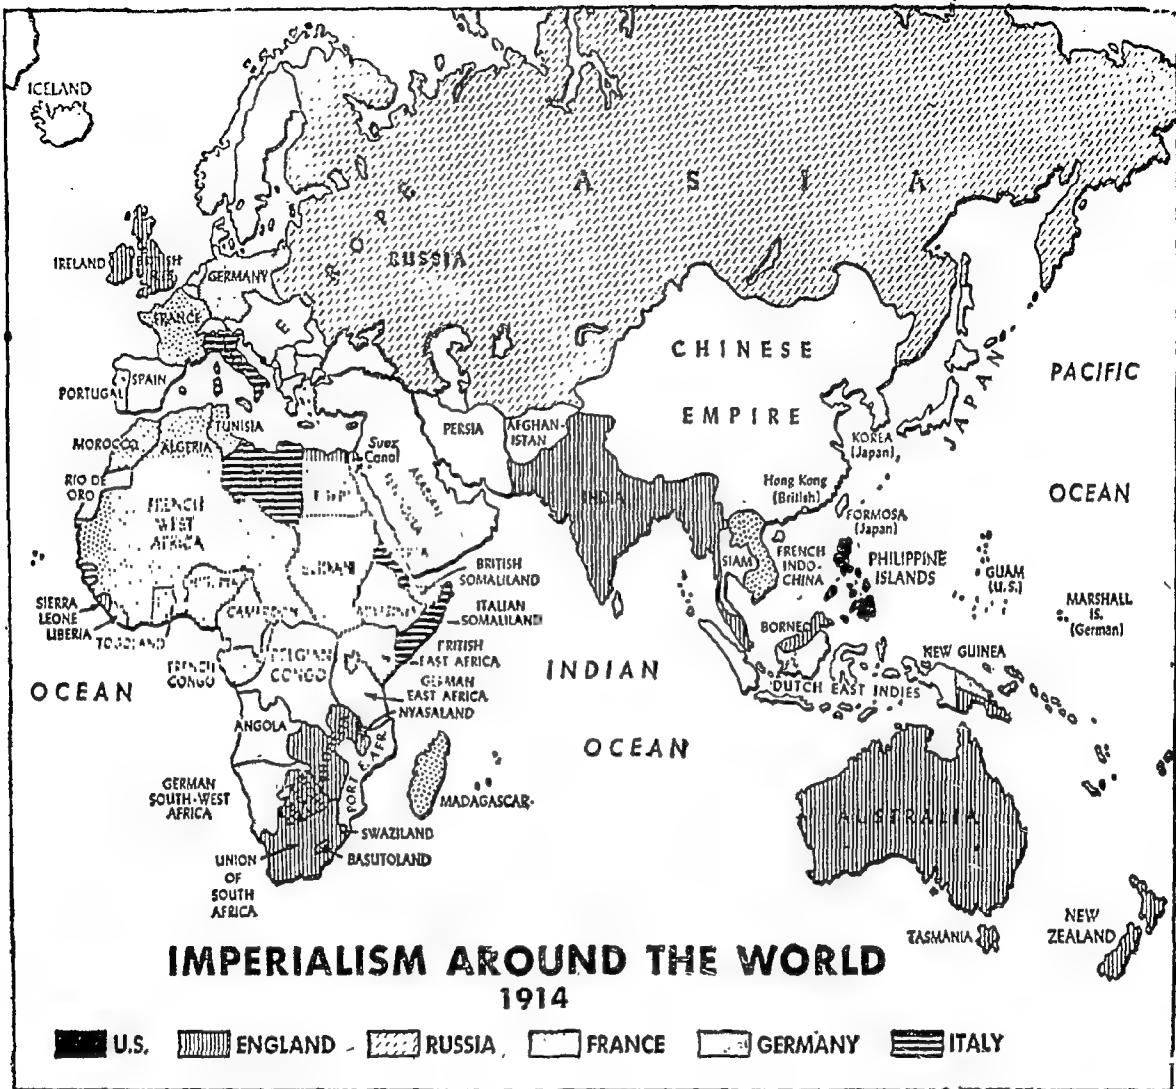 ICELAND
A S I A
IRELAND
RUSSIA
GERMANY
FRANCE
E
CHINESE
EMPIRE
PACIFIC
OCEAN
JAPAN
SPAIN
PORTUGAL
TUNISIA
MOROCCO
ALGERIA
Suez
Canal
PERSIA
AFGHAN-
ISTAN
KOREA
(Japan)
RIO DE
ORO
INDIA
Hong Kong
(British)
FORMOSA
(Japan)
FRENCH
WEST
AFRICA
ARABIAN
SIAM
FRENCH
INDO-
CHINA
PHILIPPINE
ISLANDS
GUAM
(U.S.)
MARSHALL
IS.
(German)
BRITISH
SOMALILAND
ITALIAN
SOMALILAND
SIERRA
LEONE
LIBERIA
TOGOLAND
BRITISH
EAST AFRICA
FRENCH
CONGO
BELGIAN
CONGO
GERMAN
EAST AFRICA
NYASALAND
BORNEO
NEW GUINEA
DUTCH EAST INDIES
OCEAN
INDIAN
OCEAN
ANGOLA
PORT. E. AFR.
GERMAN
SOUTH-WEST
AFRICA
MADAGASCAR
SWAZILAND
BASUTOLAND
UNION
OF
SOUTH
AFRICA
AUSTRALIA
TASMANIA
NEW
ZEALAND
IMPERIALISM AROUND THE WORLD
1914
U.S. ENGLAND RUSSIA FRANCE GERMANY ITALY